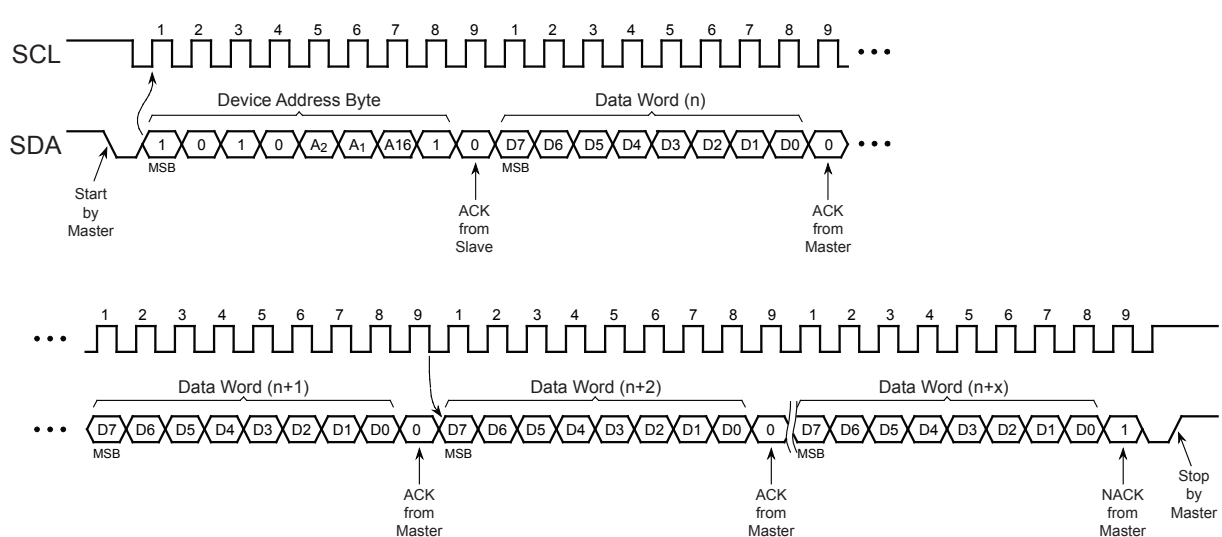 1 2 3 4 5 6 7 8 9 1 2 3 4 5 6 7 8 9
SCL
Device Address Byte Data Word (n)
SDA 1 0 1 0 A2 A1 A16 1 0 D7 D6 D5 D4 D3 D2 D1 D0 0
MSB MSB
Start
by
Master
ACK
from
Slave
ACK
from
Master
1 2 3 4 5 6 7 8 9 1 2 3 4 5 6 7 8 9 1 2 3 4 5 6 7 8 9
Data Word (n+1) Data Word (n+2) Data Word (n+x)
D7 D6 D5 D4 D3 D2 D1 D0 0 D7 D6 D5 D4 D3 D2 D1 D0 0 D7 D6 D5 D4 D3 D2 D1 D0 1
MSB MSB MSB
ACK
from
Master
ACK
from
Master
NACK
from
Master
Stop
by
Master